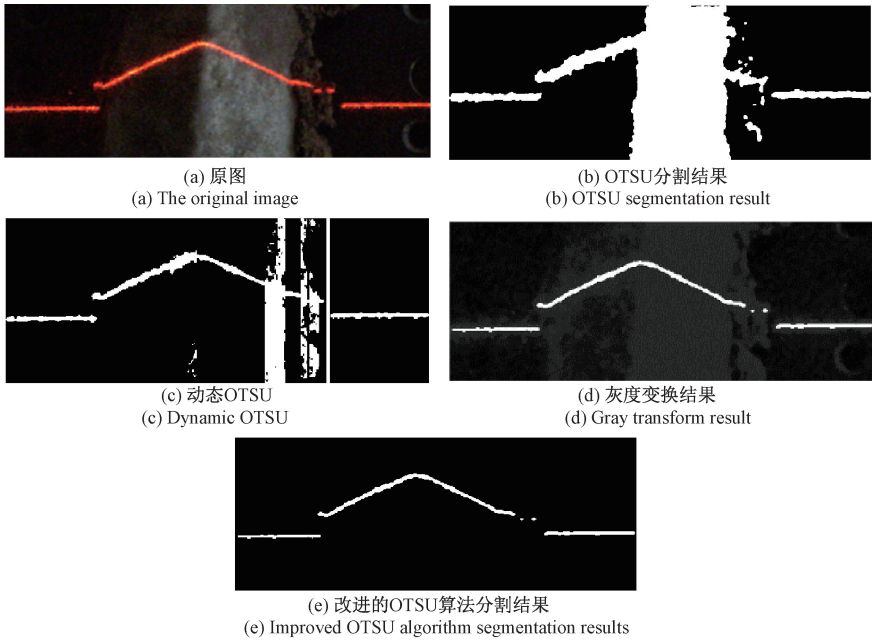 (a) 原图
(a) The original image
(b) OTSU分割结果
(b) OTSU segmentation result
(c) 动态OTSU
(c) Dynamic OTSU
(d) 灰度变换结果
(d) Gray transform result
(e) 改进的OTSU算法分割结果
(e) Improved OTSU algorithm segmentation results